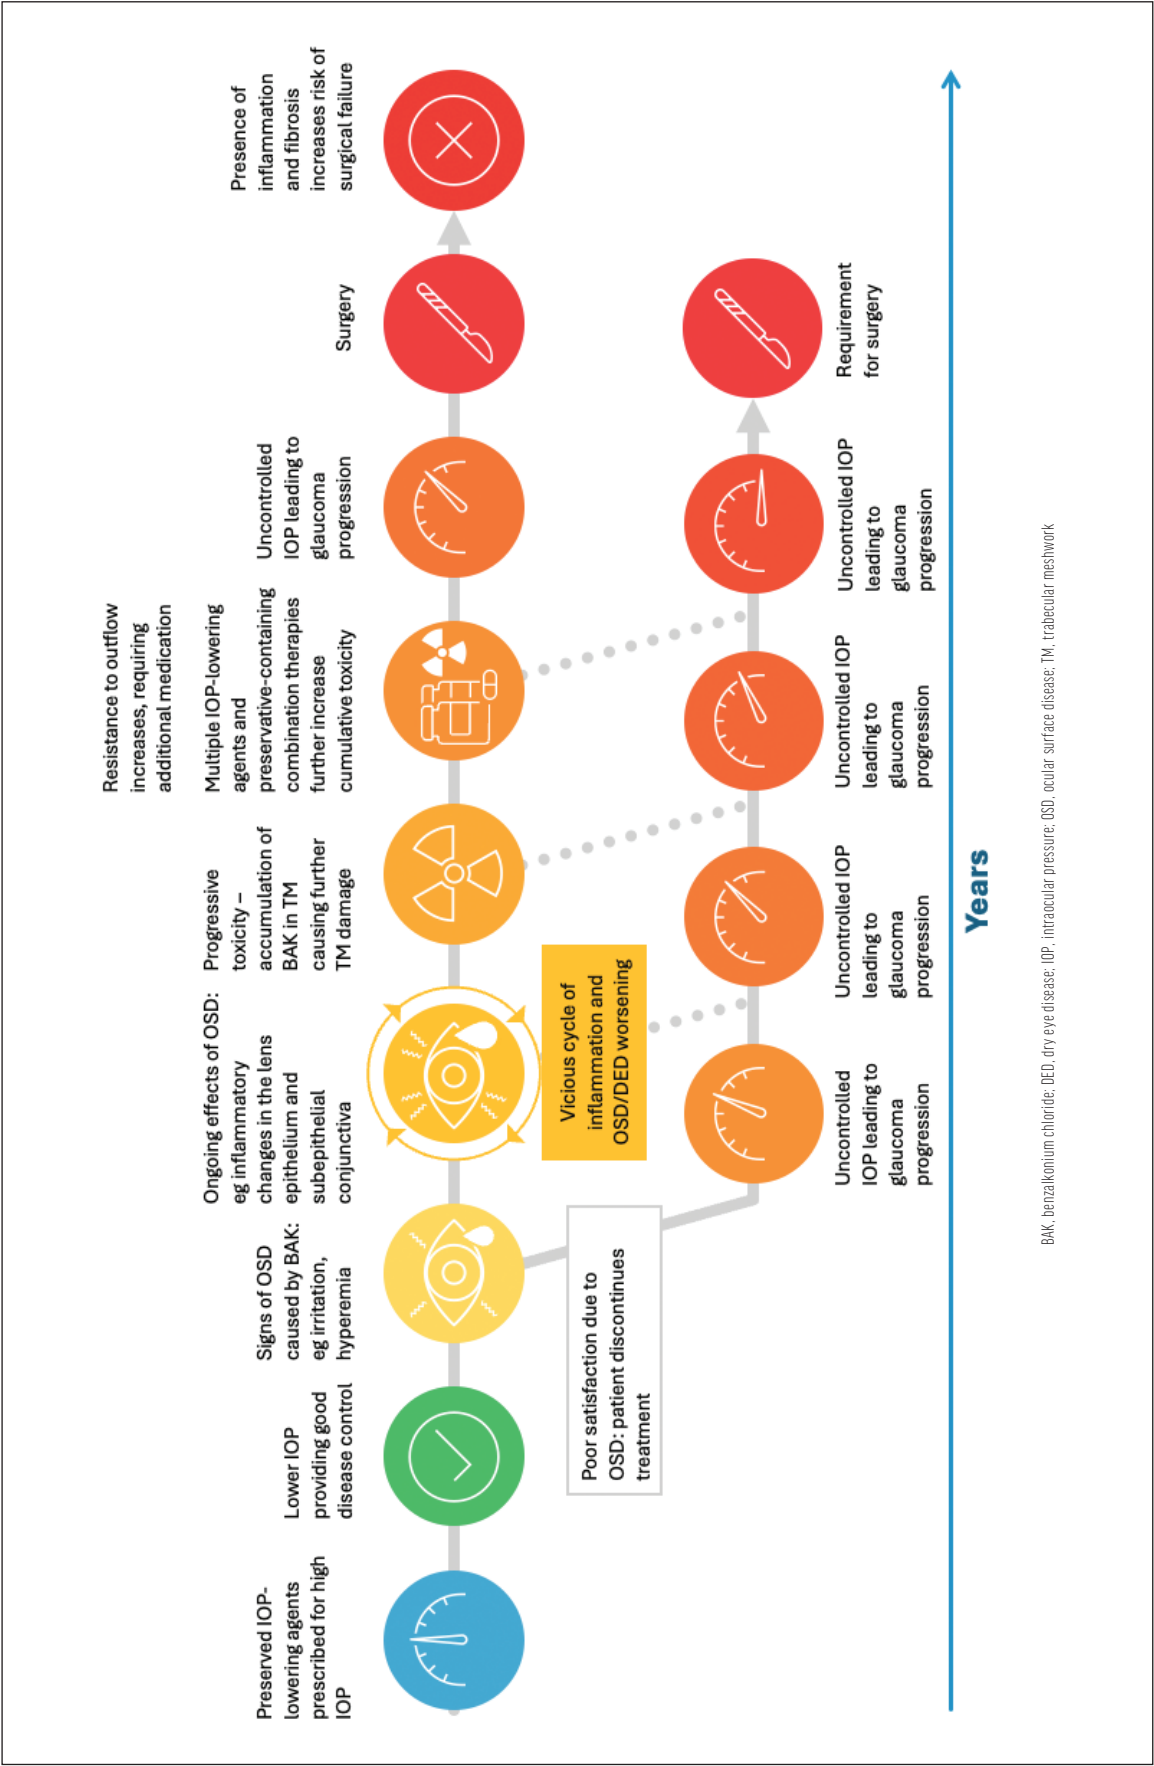 Preserved IOP-
lowering agents
prescribed for high
IOP
Lower IOP
providing good
disease control
Signs of OSD
caused by BAK:
eg irritation,
hyperemia
Ongoing effects of OSD:
eg inflammatory
changes in the lens
epithelium and
subepithelial
conjunctiva
Progressive
toxicity –
accumulation of
BAK in TM
causing further
TM damage
Resistance to outflow
increases, requiring
additional medication
Multiple IOP-lowering
agents and
preservative-containing
combination therapies
further increase
cumulative toxicity
Uncontrolled
IOP leading to
glaucoma
progression
Surgery
Presence of
inflammation
and fibrosis
increases risk of
surgical failure
Poor satisfaction due to
OSD: patient discontinues
treatment
Vicious cycle of
inflammation and
OSD/DED worsening
Uncontrolled
IOP leading to
glaucoma
progression
Uncontrolled IOP
leading to
glaucoma
progression
Uncontrolled IOP
leading to
glaucoma
progression
Uncontrolled IOP
leading to
glaucoma
progression
Requirement
for surgery
Years
BAK, benzalkonium chloride; DED, dry eye disease; IOP, intraocular pressure; OSD, ocular surface disease; TM, trabecular meshwork